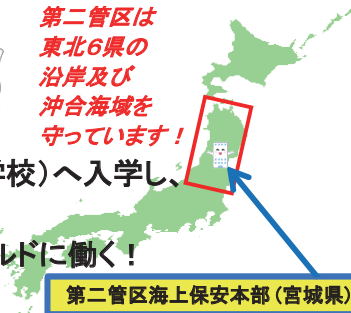 第二管区は
東北６県の
沿岸及び
沖合海域を
守っています！
学校）へ入学し、
ルドに働く！
第二管区海上保安本部（宮城県）